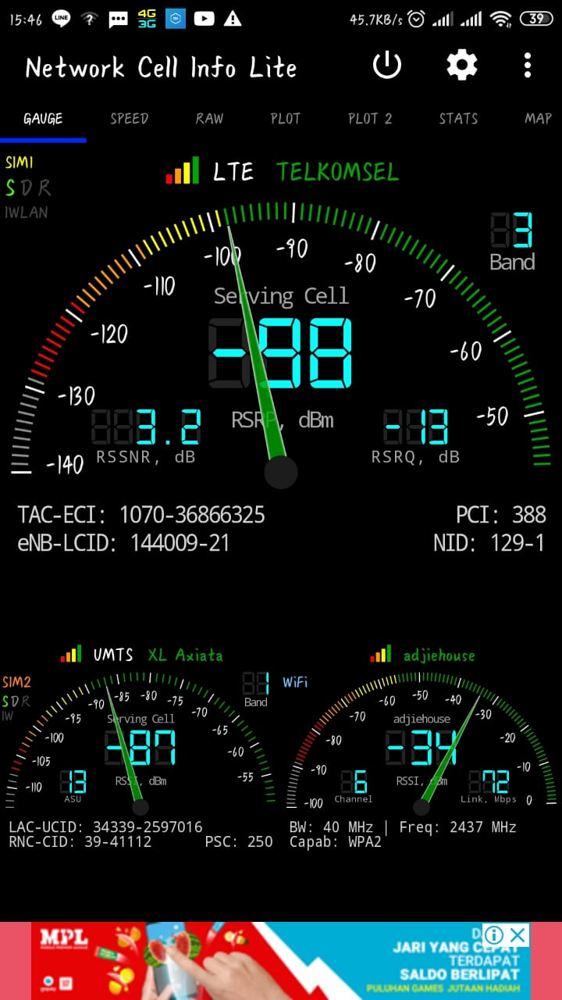 15:46 LINE ? 4G 3G 45.7KB/s 39
Network Cell Info Lite
GAUGE SPEED RAW PLOT PLOT 2 STATS MAP
SIM1
S D R
IWLAN
LTE TELKOMSEL
3
Band
-140 -130 -120 -110 -100 -90 -80 -70 -60 -50
Serving Cell
-98
RSRP, dBm
3.2
RSSNR, dB
-13
RSRQ, dB
TAC-ECI: 1070-36866325 PCI: 388
eNB-LCID: 144009-21 NID: 129-1
UMTS XL Axiata
SIM2
S D R
IW
1
Band
-110 -105 -100 -95 -90 -85 -80 -75 -70 -65 -60 -55
Serving Cell
-87
RSSI, dBm
13
ASU
LAC-UCID: 34339-2597016
RNC-CID: 39-41112 PSC: 250
adjiehouse
WiFi
-100 -90 -80 -70 -60 -50 -40 -30 -20 -10 0
adjiehouse
-34
RSSI, dBm
6
Channel
72
Link, Mbps
BW: 40 MHz | Freq: 2437 MHz
Capab: WPA2
MPL
JARI YANG CEPAT
TERDAPAT
SALDO BERLIPAT
PULUHAN GAMES JUTAAN HADIAH